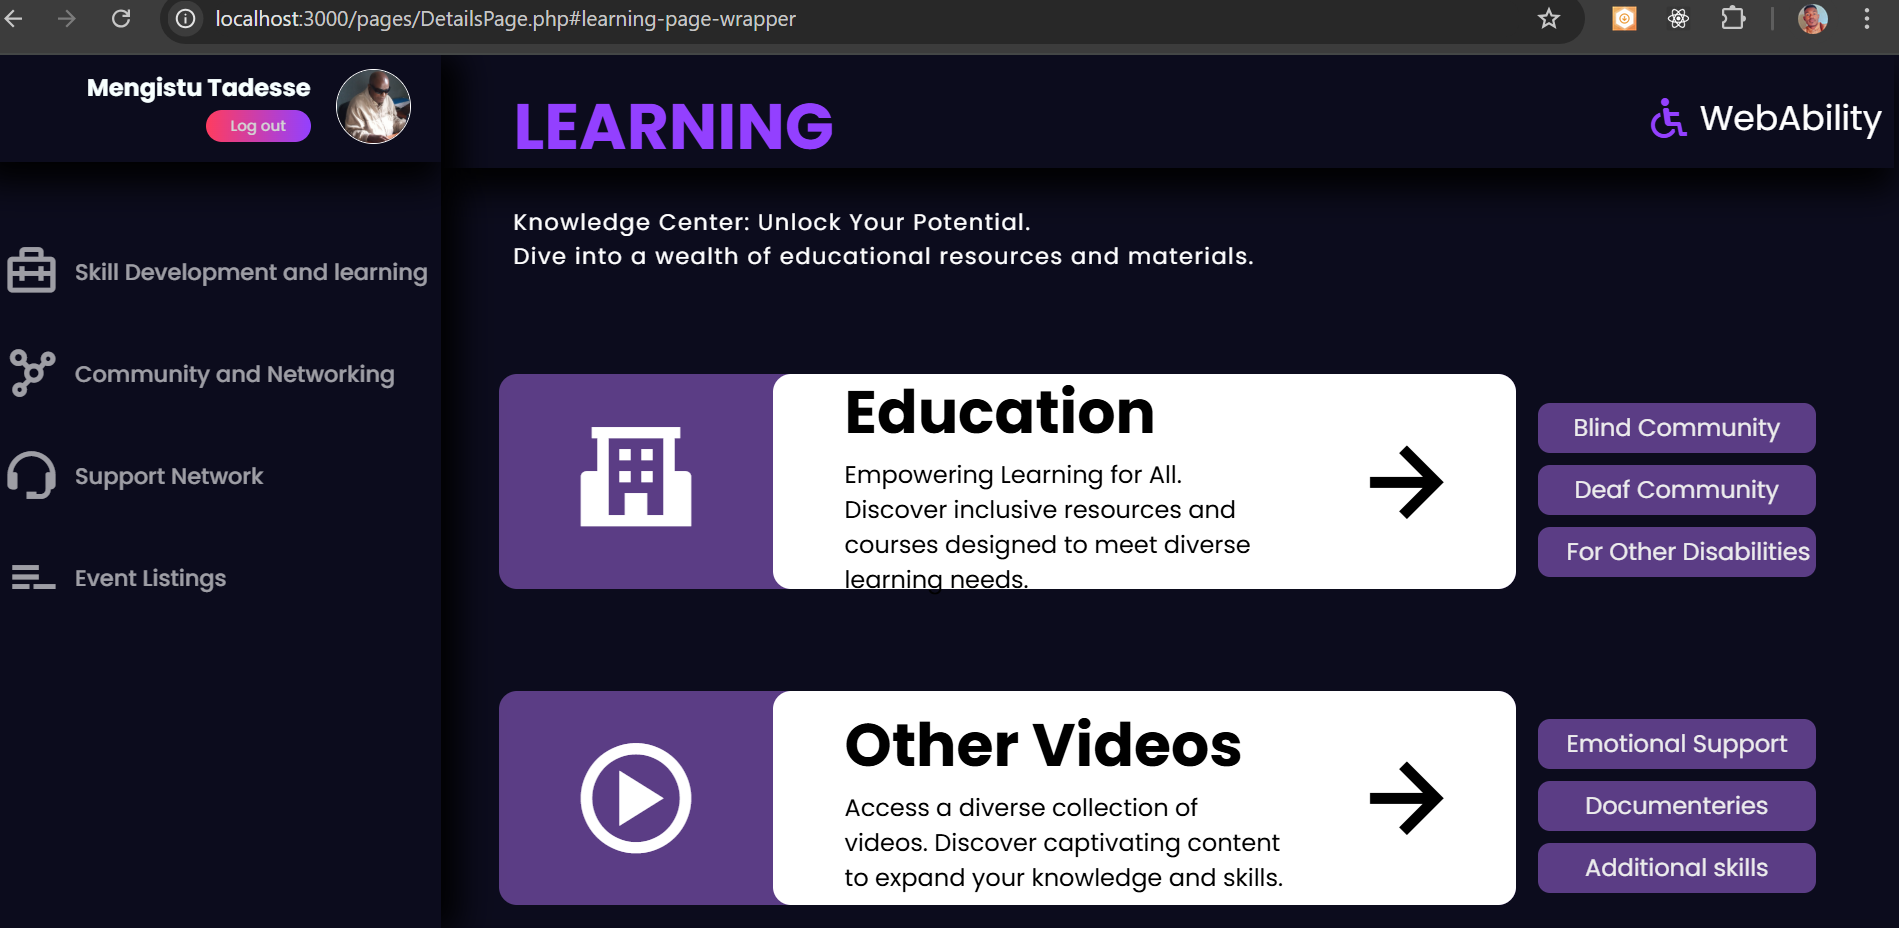 localhost:3000/pages/DetailsPage.php#learning-page-wrapper
Mengistu Tadesse
Log out
LEARNING
WebAbility
Knowledge Center: Unlock Your Potential.
Dive into a wealth of educational resources and materials.
Skill Development and learning
Community and Networking
Support Network
Event Listings
Education
Empowering Learning for All.
Discover inclusive resources and
courses designed to meet diverse
learning needs.
Blind Community
Deaf Community
For Other Disabilities
Other Videos
Access a diverse collection of
videos. Discover captivating content
to expand your knowledge and skills.
Emotional Support
Documenteries
Additional skills